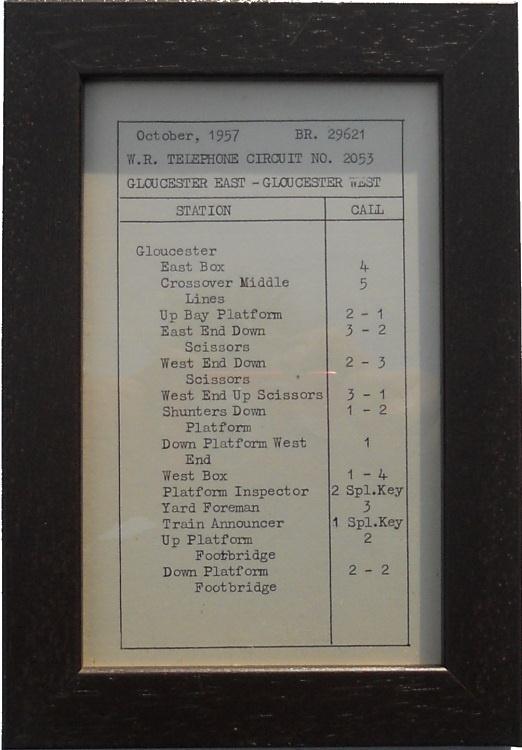 October, 1957 BR. 29621
W.R. TELEPHONE CIRCUIT NO. 2053
GLOUCESTER EAST - GLOUCESTER WEST
STATION CALL
Gloucester
East Box 4
Crossover Middle 5
Lines
Up Bay Platform 2 - 1
East End Down 3 - 2
Scissors
West End Down 2 - 3
Scissors
West End Up Scissors 3 - 1
Shunters Down 1 - 2
Platform
Down Platform West 1
End
West Box 1 - 4
Platform Inspector 2 Spl.Key
Yard Foreman 3
Train Announcer 1 Spl.Key
Up Platform 2
Footbridge
Down Platform 2 - 2
Footbridge